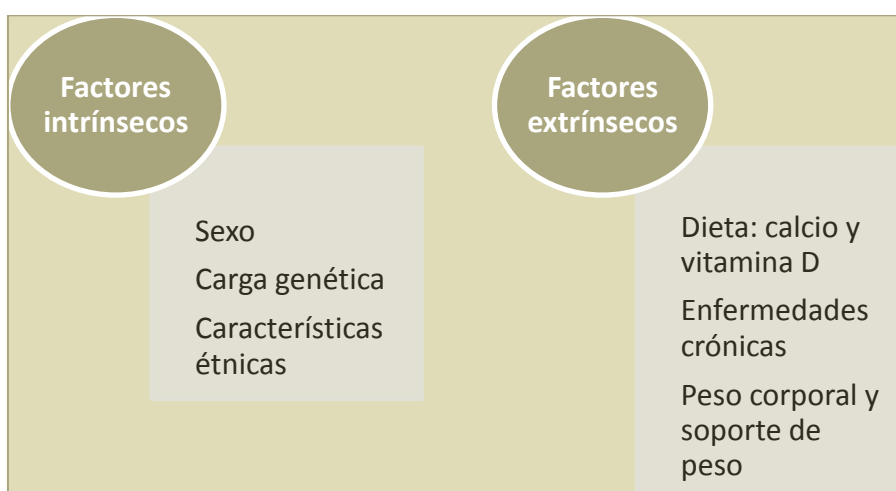 Factores
intrínsecos
Sexo
Carga genética
Características
étnicas
Factores
extrínsecos
Dieta: calcio y
vitamina D
Enfermedades
crónicas
Peso corporal y
soporte de
peso